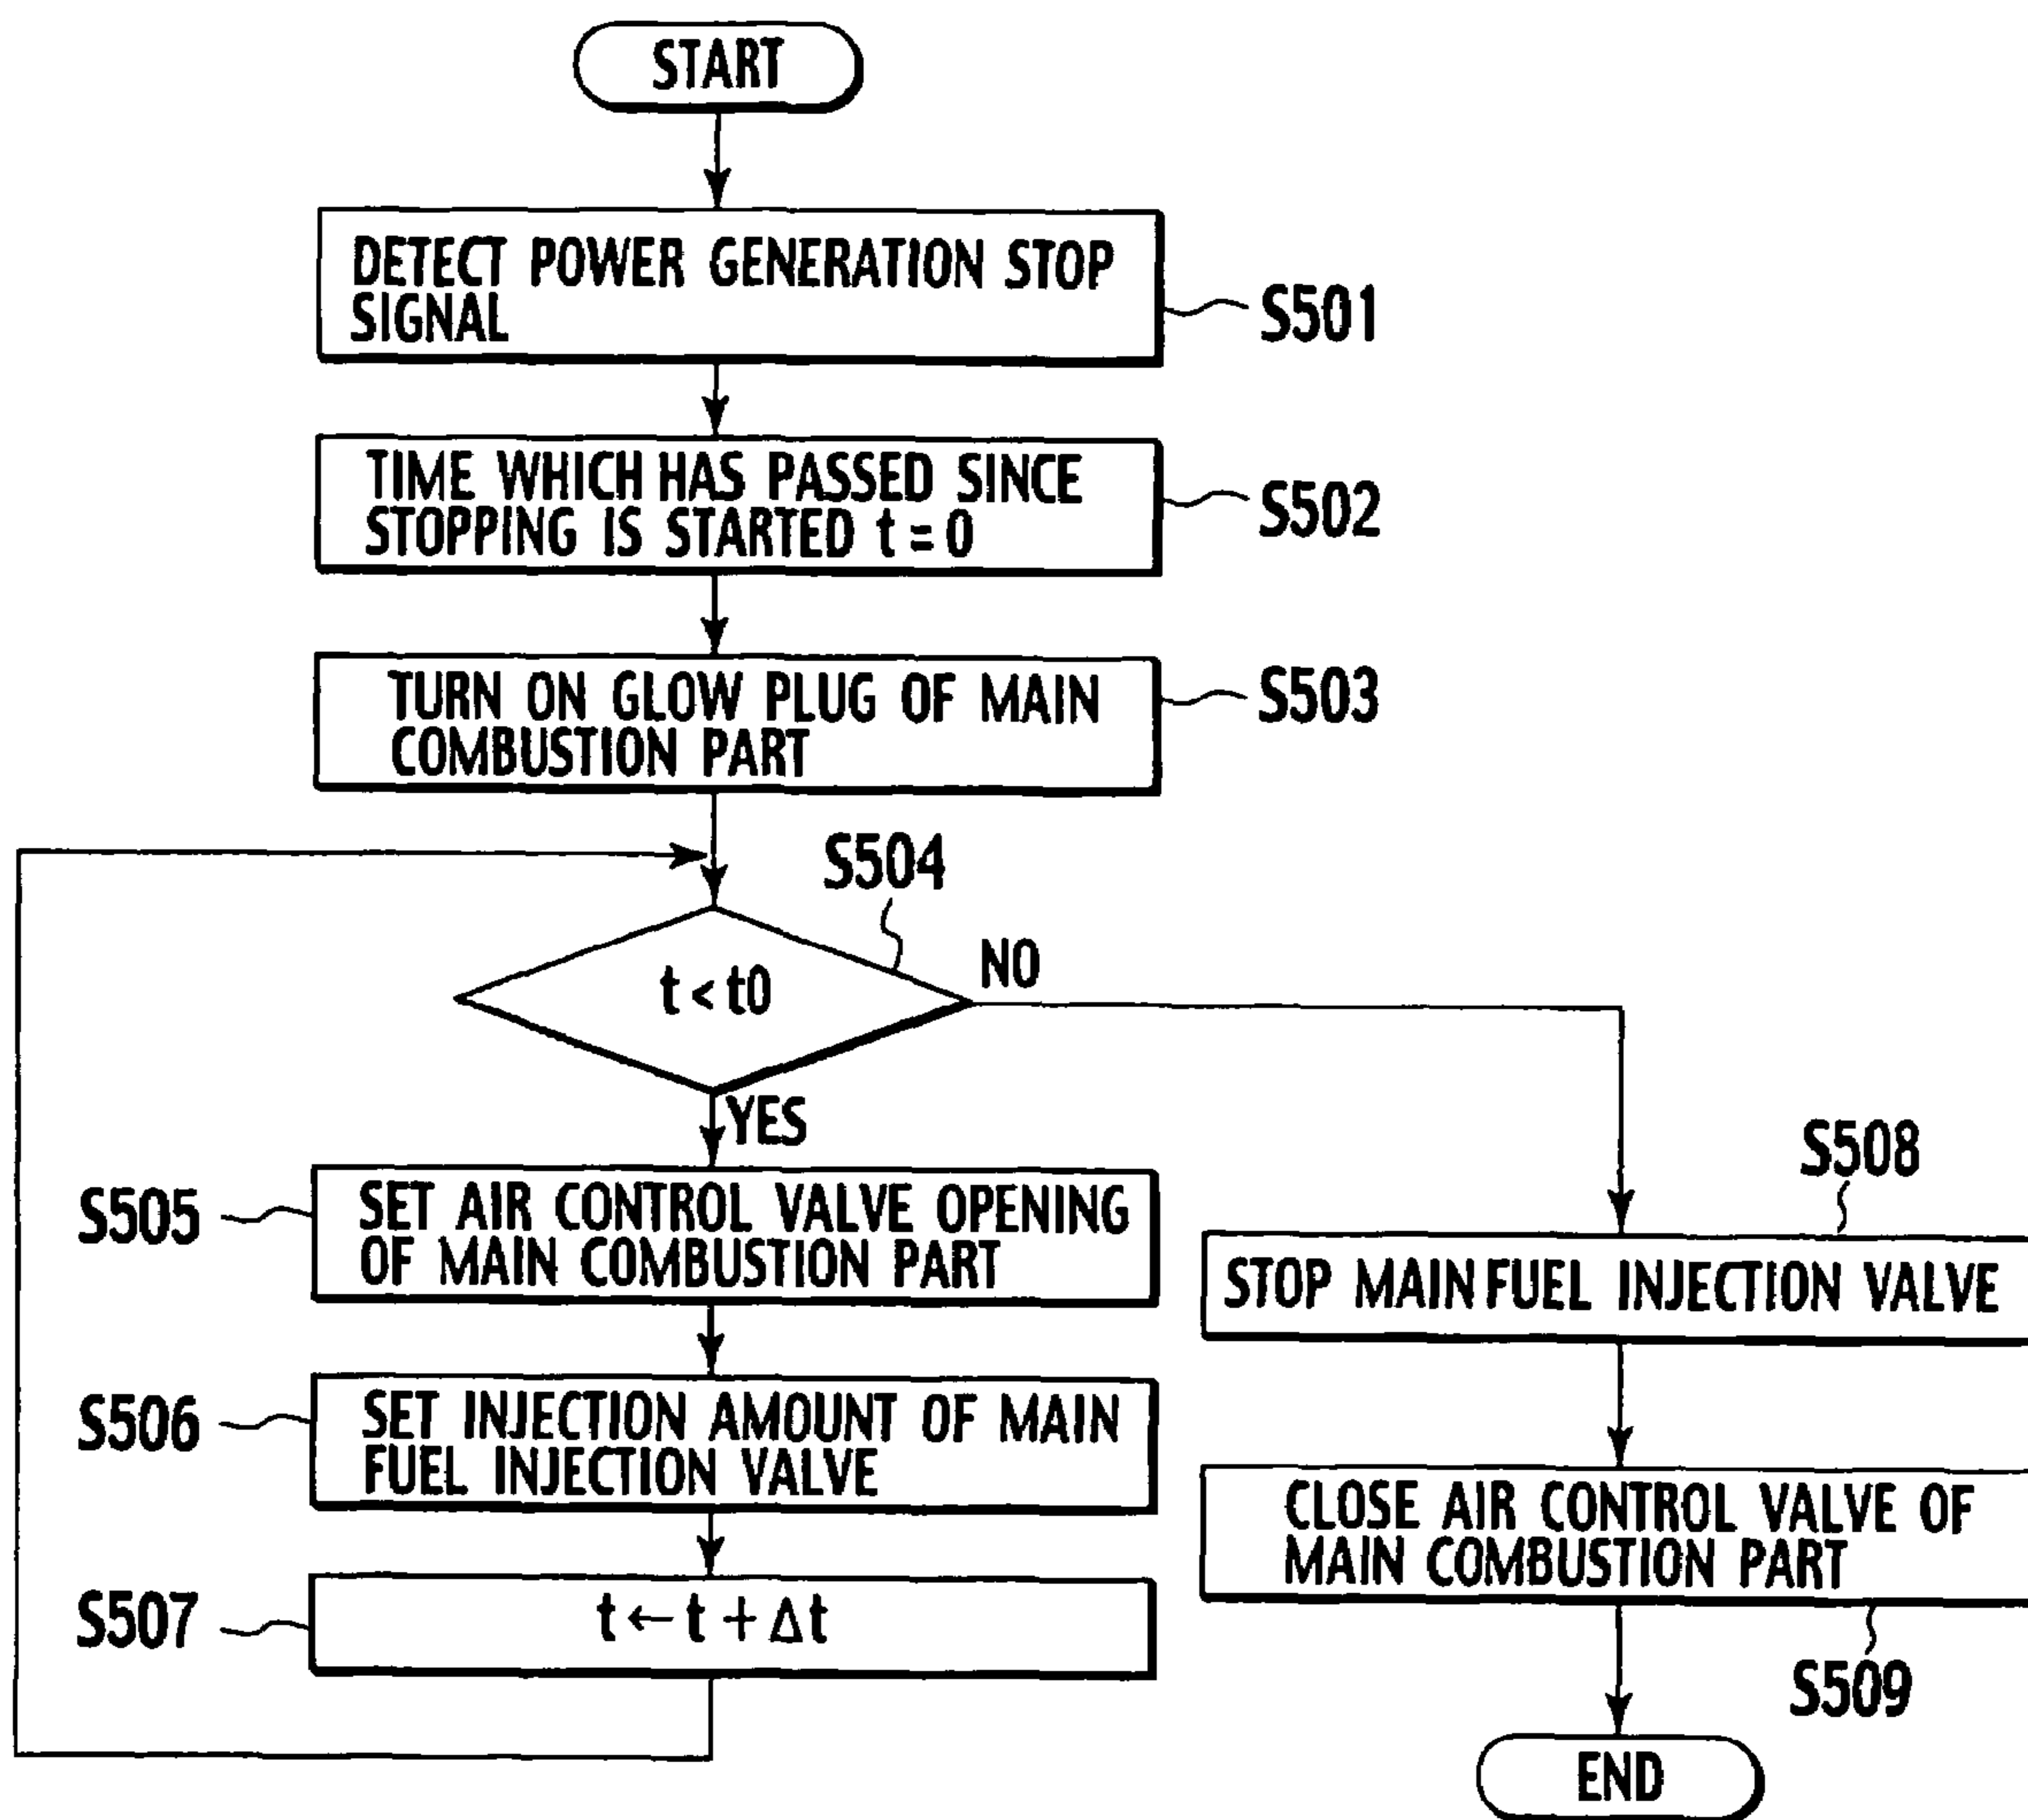 START
DETECT POWER GENERATION STOP
SIGNAL
S501
TIME WHICH HAS PASSED SINCE
STOPPING IS STARTED t = 0
S502
TURN ON GLOW PLUG OF MAIN
COMBUSTION PART
S503
S504
t < t0
NO
YES
S505
SET AIR CONTROL VALVE OPENING
OF MAIN COMBUSTION PART
S506
SET INJECTION AMOUNT OF MAIN
FUEL INJECTION VALVE
S507
t ← t + Δt
S508
STOP MAIN FUEL INJECTION VALVE
CLOSE AIR CONTROL VALVE OF
MAIN COMBUSTION PART
S509
END